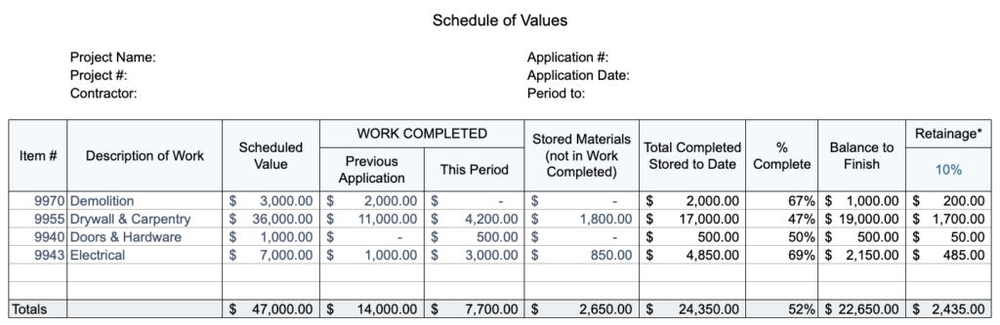 Schedule of Values
Project Name:
Project #:
Contractor:
Application #:
Application Date:
Period to:
Item # Description of Work Scheduled Value WORK COMPLETED Previous Application This Period Stored Materials (not in Work Completed) Total Completed Stored to Date % Complete Balance to Finish Retainage* 10%
9970 Demolition $ 3,000.00 $ 2,000.00 $ - $ - $ 2,000.00 67% $ 1,000.00 $ 200.00
9955 Drywall & Carpentry $ 36,000.00 $ 11,000.00 $ 4,200.00 $ 1,800.00 $ 17,000.00 47% $ 19,000.00 $ 1,700.00
9940 Doors & Hardware $ 1,000.00 $ - $ 500.00 $ - $ 500.00 50% $ 500.00 $ 50.00
9943 Electrical $ 7,000.00 $ 1,000.00 $ 3,000.00 $ 850.00 $ 4,850.00 69% $ 2,150.00 $ 485.00
Totals $ 47,000.00 $ 14,000.00 $ 7,700.00 $ 2,650.00 $ 24,350.00 52% $ 22,650.00 $ 2,435.00